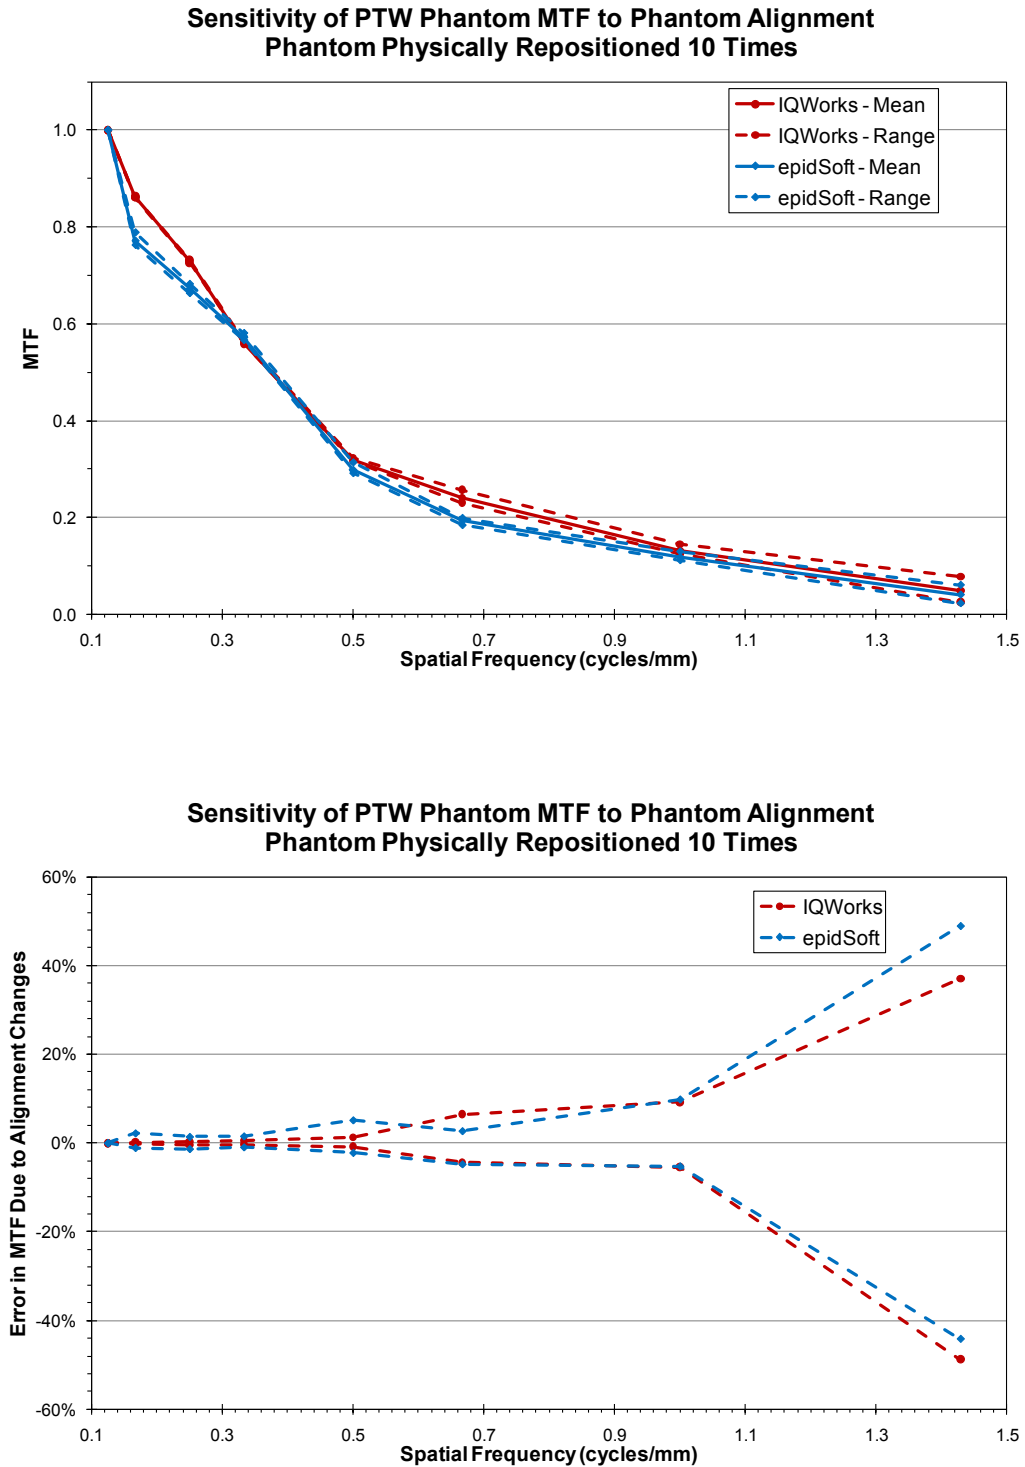 Sensitivity of PTW Phantom MTF to Phantom Alignment
Phantom Physically Repositioned 10 Times
IQWorks - Mean
IQWorks - Range
epidSoft - Mean
epidSoft - Range
MTF
1.0
0.8
0.6
0.4
0.2
0.0
0.1 0.3 0.5 0.7 0.9 1.1 1.3 1.5
Spatial Frequency (cycles/mm)
Sensitivity of PTW Phantom MTF to Phantom Alignment
Phantom Physically Repositioned 10 Times
IQWorks
epidSoft
Error in MTF Due to Alignment Changes
60%
40%
20%
0%
-20%
-40%
-60%
0.1 0.3 0.5 0.7 0.9 1.1 1.3 1.5
Spatial Frequency (cycles/mm)